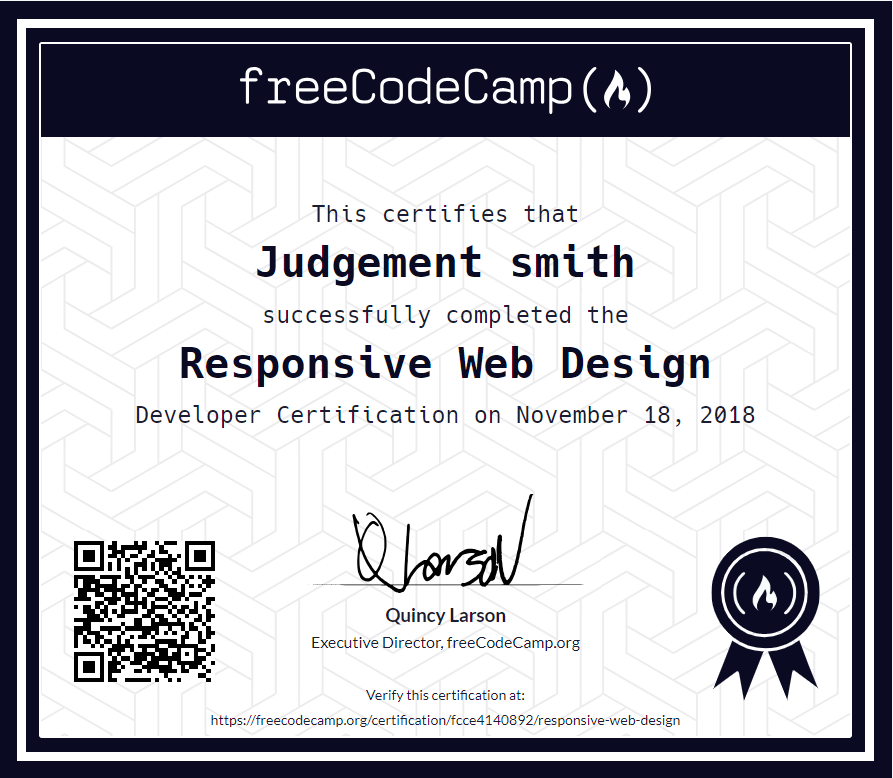 freeCodeCamp
This certifies that
Judgement smith
successfully completed the
Responsive Web Design
Developer Certification on November 18, 2018
QLarson
Quincy Larson
Executive Director, freeCodeCamp.org
Verify this certification at:
https://freecodecamp.org/certification/fcce4140892/responsive-web-design